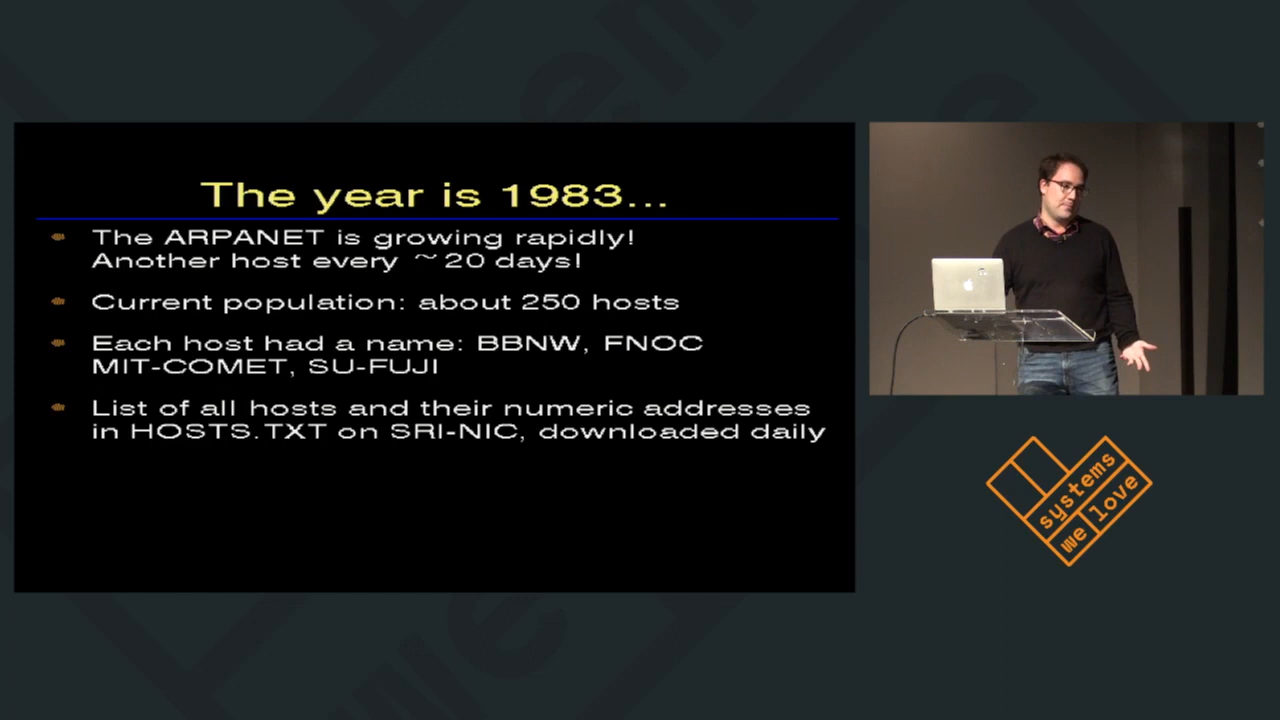 The year is 1983...
The ARPANET is growing rapidly!
Another host every ~20 days!
Current population: about 250 hosts
Each host had a name: BBNW, FNOC
MIT-COMET, SU-FUJI
List of all hosts and their numeric addresses
in HOSTS.TXT on SRI-NIC, downloaded daily
systems
we love